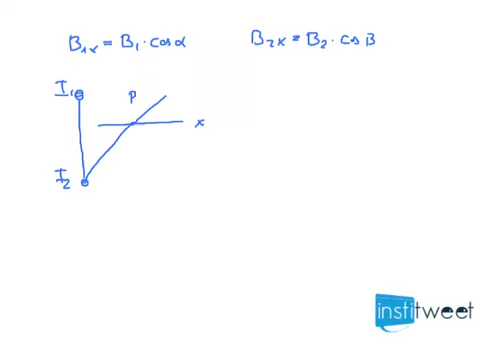 B₁ₓ = B₁ · cos α
B₂ₓ = B₂ · cos β
I₁
P
x
I₂
institweet